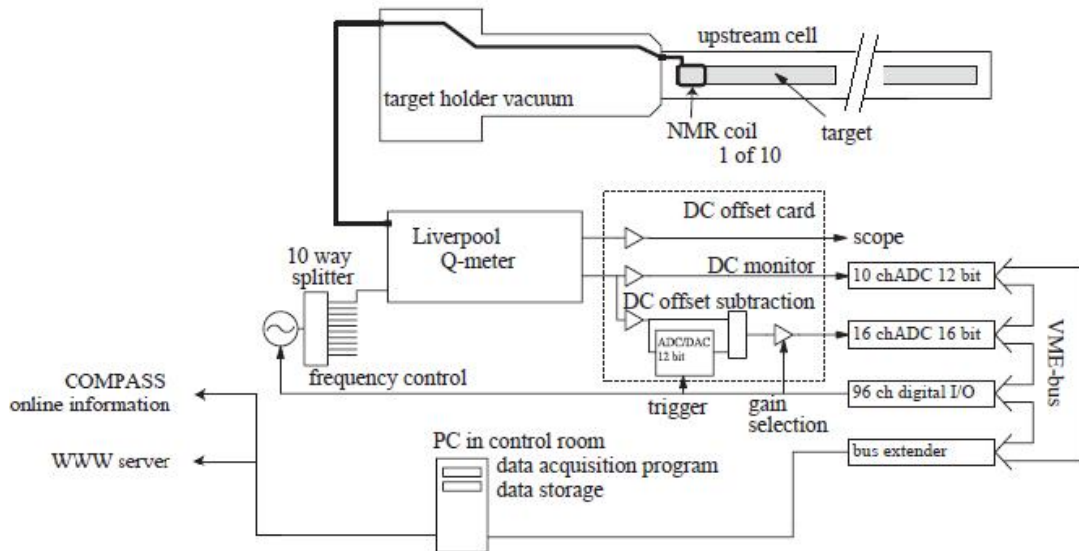 upstream cell
target holder vacuum
NMR coil
1 of 10
target
DC offset card
Liverpool
Q-meter
scope
10 way
splitter
DC monitor
10 chADC 12 bit
DC offset subtraction
ADC/DAC
12 bit
16 chADC 16 bit
VME-bus
frequency control
COMPASS
online information
trigger
gain
selection
96 ch digital I/O
PC in control room
WWW server
data acquisition program
data storage
bus extender